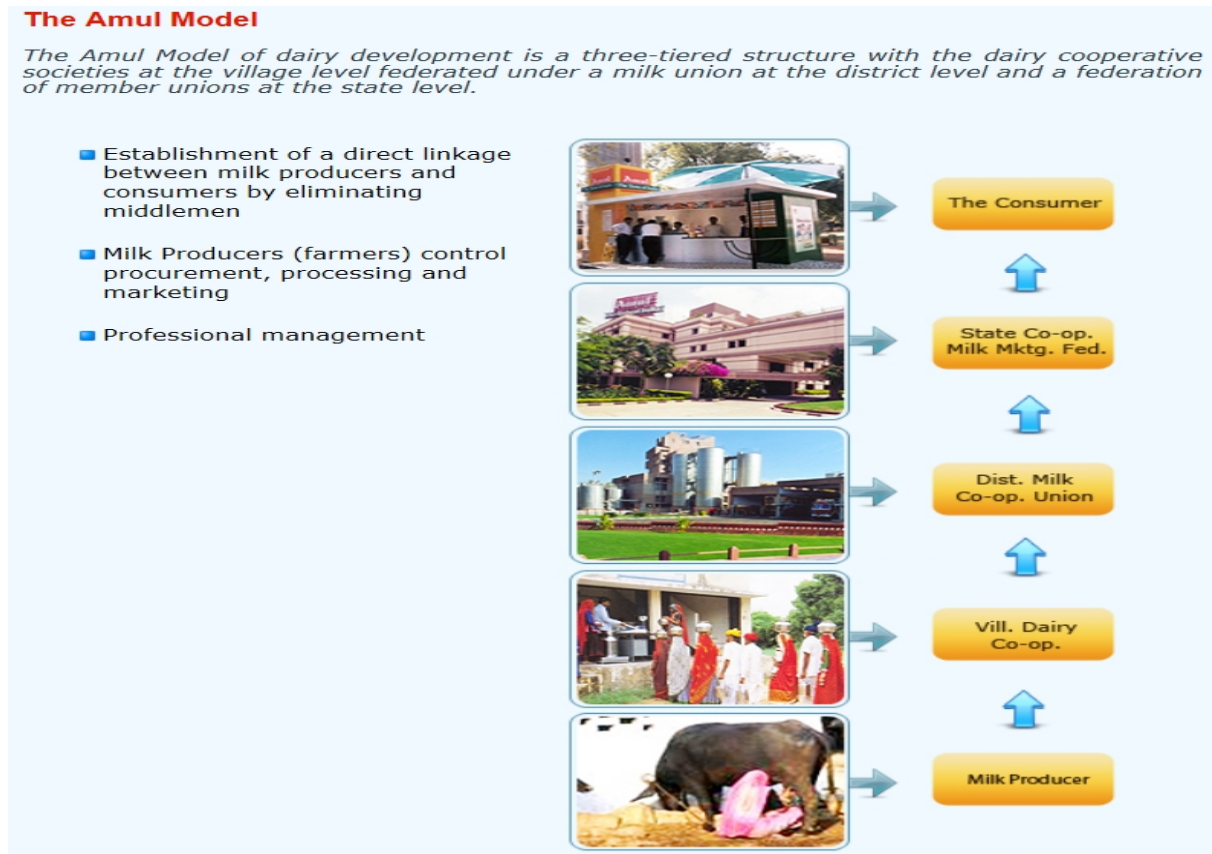 The Amul Model
The Amul Model of dairy development is a three-tiered structure with the dairy cooperative
societies at the village level federated under a milk union at the district level and a federation
of member unions at the state level.
Establishment of a direct linkage
between milk producers and
consumers by eliminating
middlemen
Milk Producers (farmers) control
procurement, processing and
marketing
Professional management
Amul
Amul
The Consumer
Amul
State Co-op.
Milk Mktg. Fed.
Dist. Milk
Co-op. Union
Vill. Dairy
Co-op.
Milk Producer